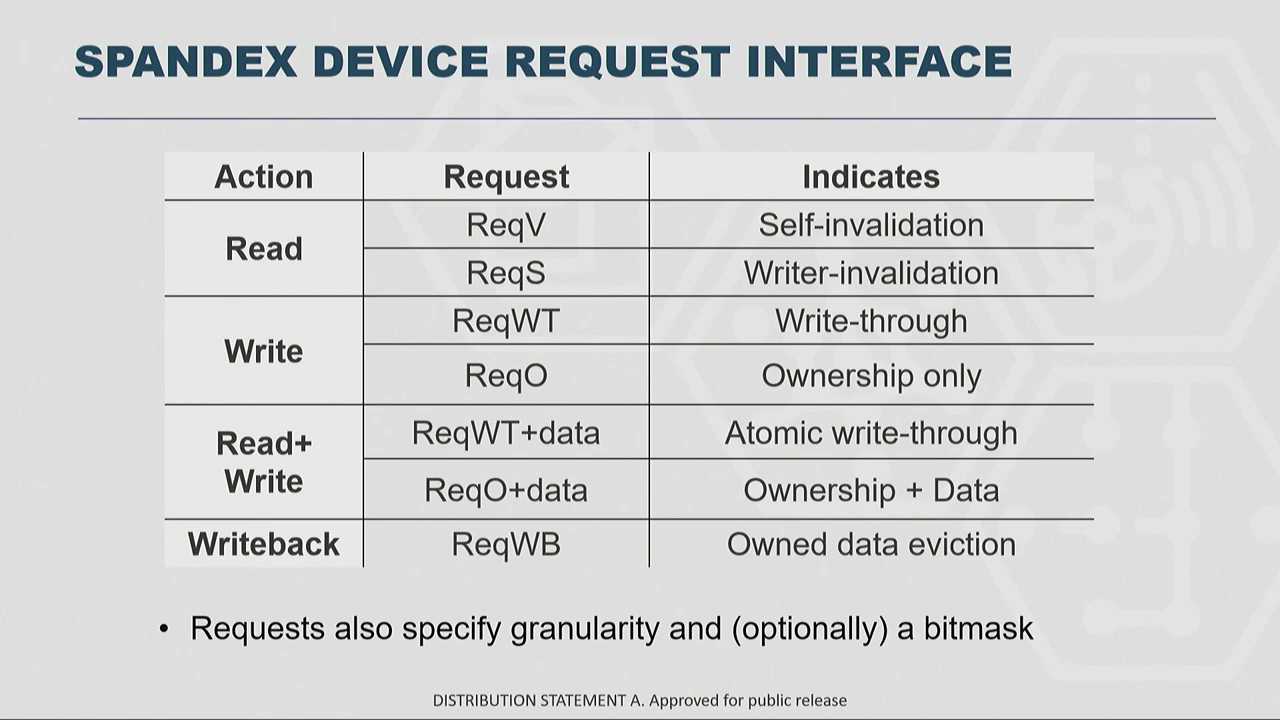 SPANDEX DEVICE REQUEST INTERFACE
Action Request Indicates
Read ReqV Self-invalidation
ReqS Writer-invalidation
Write ReqWT Write-through
ReqO Ownership only
Read+
Write ReqWT+data Atomic write-through
ReqO+data Ownership + Data
Writeback ReqWB Owned data eviction
• Requests also specify granularity and (optionally) a bitmask
DISTRIBUTION STATEMENT A. Approved for public release